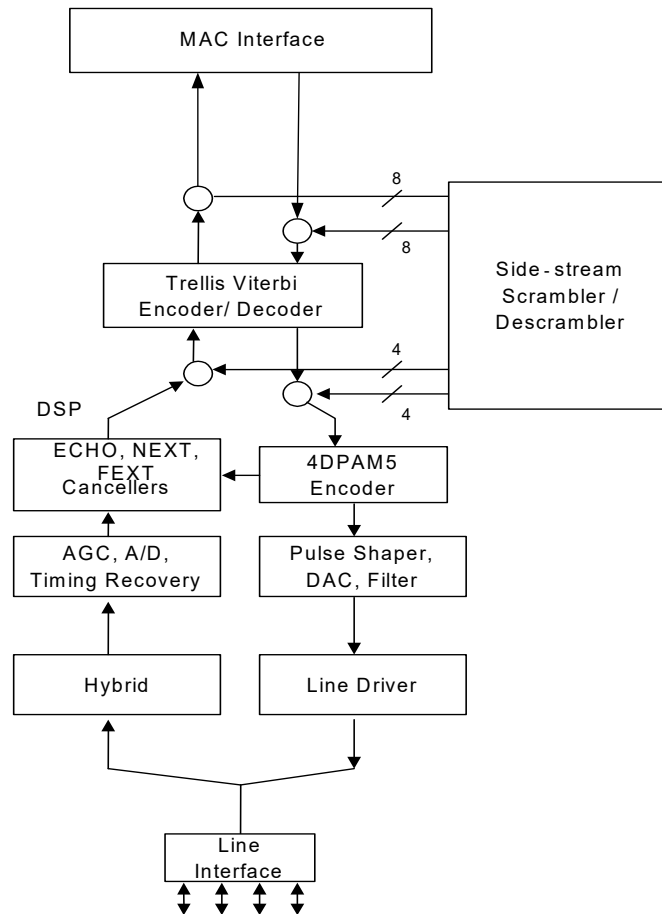 MAC Interface
8
8
Side-stream
Scrambler /
Descrambler
Trellis Viterbi
Encoder/ Decoder
4
4
DSP
ECHO, NEXT,
FEXT
Cancellers
4DPAM5
Encoder
AGC, A/D,
Timing Recovery
Pulse Shaper,
DAC, Filter
Hybrid
Line Driver
Line
Interface